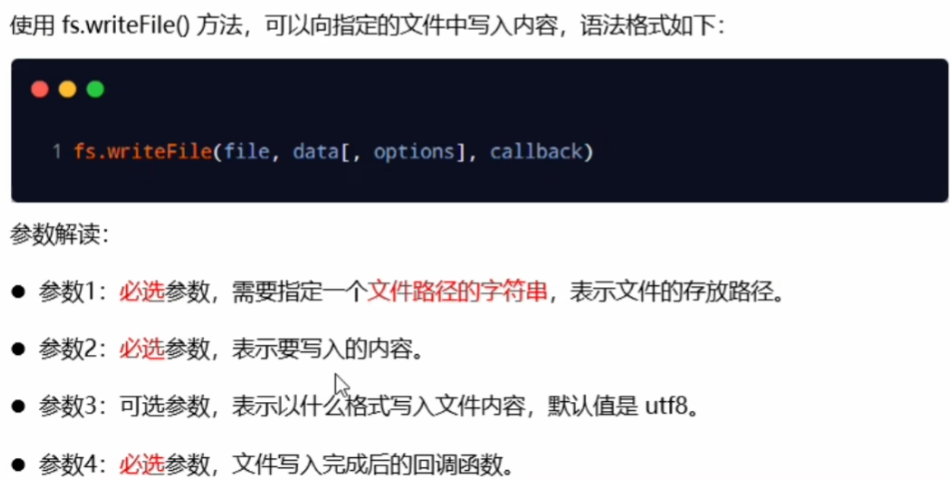 使用 fs.writeFile() 方法，可以向指定的文件中写入内容，语法格式如下：
1 fs.writeFile(file, data[, options], callback)
参数解读：
● 参数1：必选参数，需要指定一个文件路径的字符串，表示文件的存放路径。
● 参数2：必选参数，表示要写入的内容。
● 参数3：可选参数，表示以什么格式写入文件内容，默认值是 utf8。
● 参数4：必选参数，文件写入完成后的回调函数。